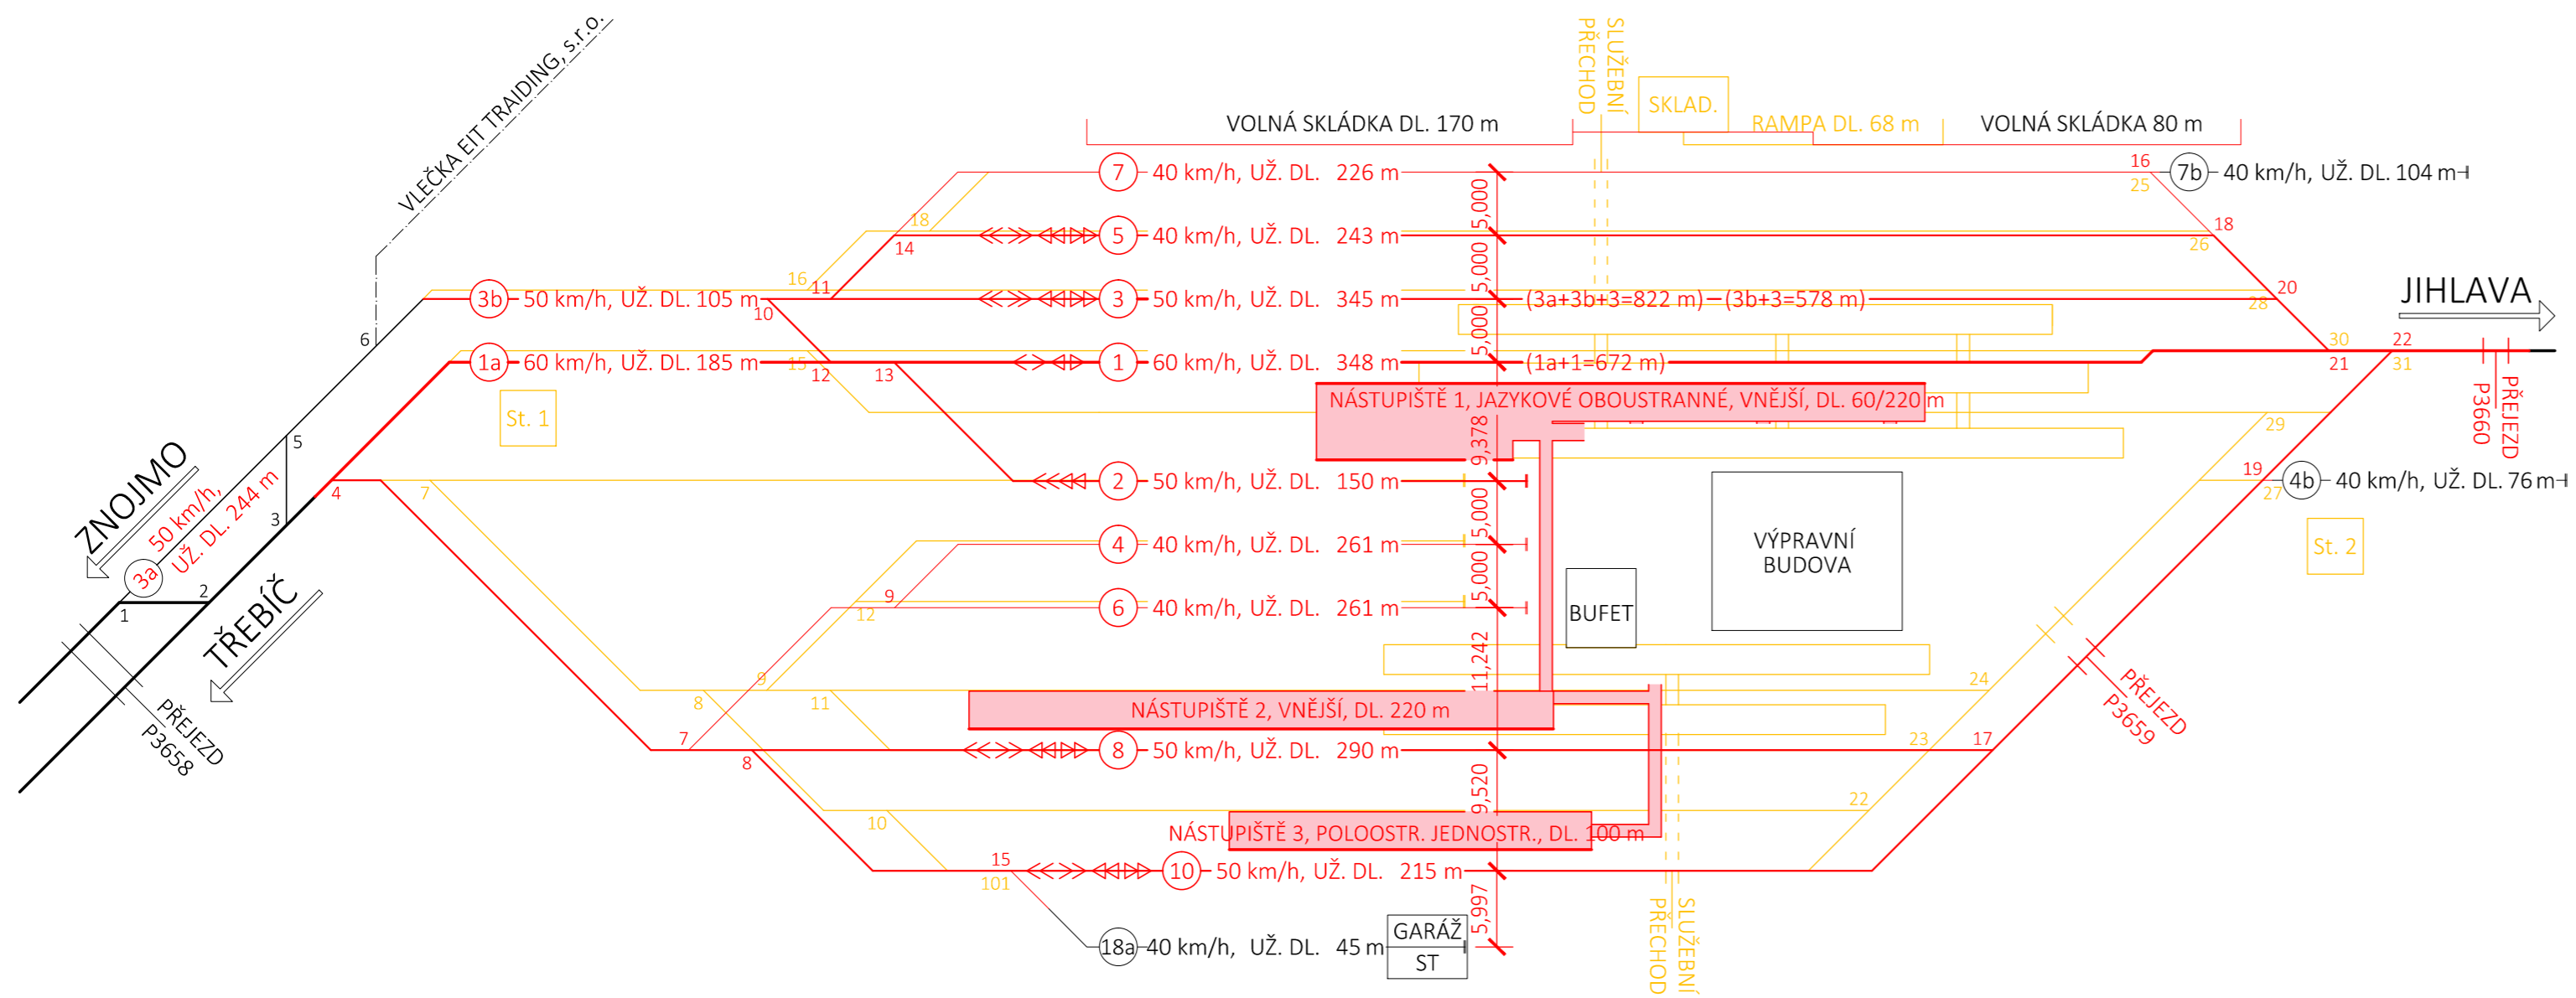 VLEČKA EIT TRAIDING, s.r.o.
PŘECHOD
SLUŽEBNÍ
SKLAD.
VOLNÁ SKLÁDKA DL. 170 m
RAMPA DL. 68 m
VOLNÁ SKLÁDKA 80 m
7 40 km/h, UŽ. DL. 226 m
16
25
7b 40 km/h, UŽ. DL. 104 m
5,000
18
14
5 40 km/h, UŽ. DL. 243 m
18
26
5,000
16
11
6
3b 50 km/h, UŽ. DL. 105 m
10
3 50 km/h, UŽ. DL. 345 m
(3a+3b+3=822 m)
(3b+3=578 m)
20
28
JIHLAVA
5,000
1a 60 km/h, UŽ. DL. 185 m
15
12
13
1 60 km/h, UŽ. DL. 348 m
(1a+1=672 m)
30
21
22
31
PŘEJEZD
P3660
St. 1
NÁSTUPIŠTĚ 1, JAZYKOVÉ OBOUSTRANNÉ, VNĚJŠÍ, DL. 60/220 m
9,378
29
5
ZNOJMO
3a
50 km/h,
UŽ. DL. 244 m
3
4
7
2 50 km/h, UŽ. DL. 150 m
19
27
4b 40 km/h, UŽ. DL. 76 m
5,000
VÝPRAVNÍ
BUDOVA
St. 2
4 40 km/h, UŽ. DL. 261 m
5,000
BUFET
1
2
TŘEBÍČ
9
12
6 40 km/h, UŽ. DL. 261 m
11,242
PŘEJEZD
P3658
9
8
11
24
PŘEJEZD
P3659
NÁSTUPIŠTĚ 2, VNĚJŠÍ, DL. 220 m
7
8
8 50 km/h, UŽ. DL. 290 m
23
17
9,520
22
10
NÁSTUPIŠTĚ 3, POLOOSTR. JEDNOSTR., DL. 100 m
15
101
10 50 km/h, UŽ. DL. 215 m
5,997
PŘECHOD
SLUŽEBNÍ
18a 40 km/h, UŽ. DL. 45 m
GARÁŽ
ST